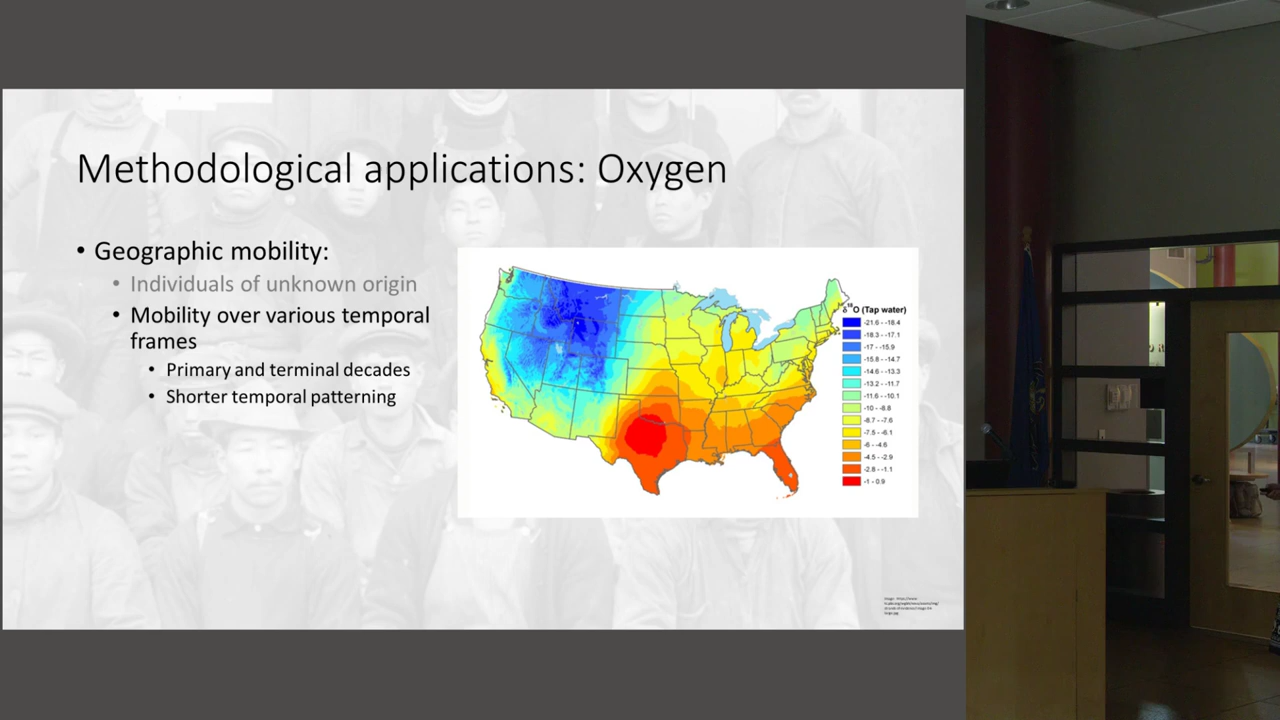 Methodological applications: Oxygen
• Geographic mobility:
• Individuals of unknown origin
• Mobility over various temporal
frames
• Primary and terminal decades
• Shorter temporal patterning
δ¹⁸O (Tap water)
-21.6 - -18.4
-18.3 - -17.1
-17 - -15.9
-15.8 - -14.7
-14.6 - -13.3
-13.2 - -11.7
-11.6 - -10.1
-10 - -8.8
-8.7 - -7.6
-7.5 - -6.1
-6 - -4.6
-4.5 - -2.9
-2.8 - -1.1
-1 - 0.9